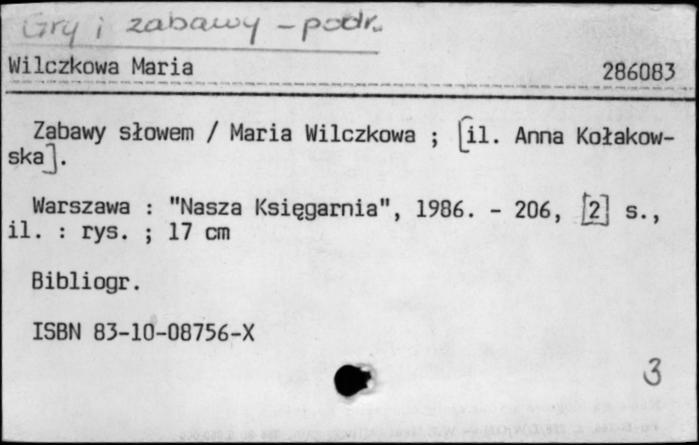 Gry i zabawy - podr.
Wilczkowa Maria 286083
Zabawy słowem / Maria Wilczkowa ; [il. Anna Kołakow-
ska].
Warszawa : "Nasza Księgarnia", 1986. - 206, [2] s.,
il. : rys. ; 17 cm
Bibliogr.
ISBN 83-10-08756-X
3